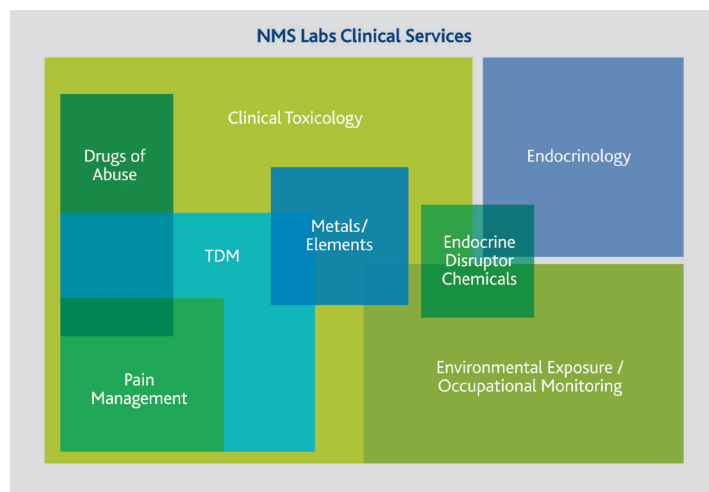 NMS Labs Clinical Services
Clinical Toxicology
Drugs of
Abuse
Endocrinology
Metals/
Elements
TDM
Endocrine
Disruptor
Chemicals
Pain
Management
Environmental Exposure /
Occupational Monitoring